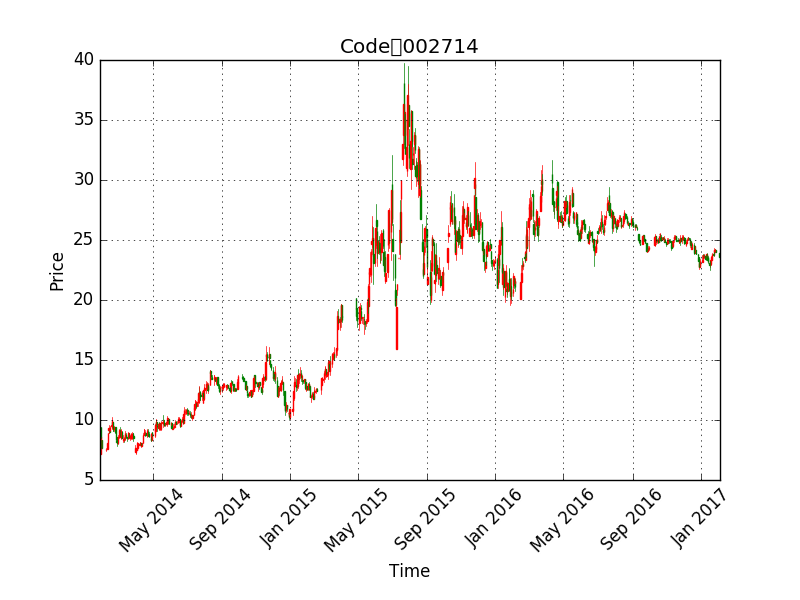 Code▯002714
40
35
30
25
20
15
10
5
Price
May 2014
Sep 2014
Jan 2015
May 2015
Sep 2015
Jan 2016
May 2016
Sep 2016
Jan 2017
Time